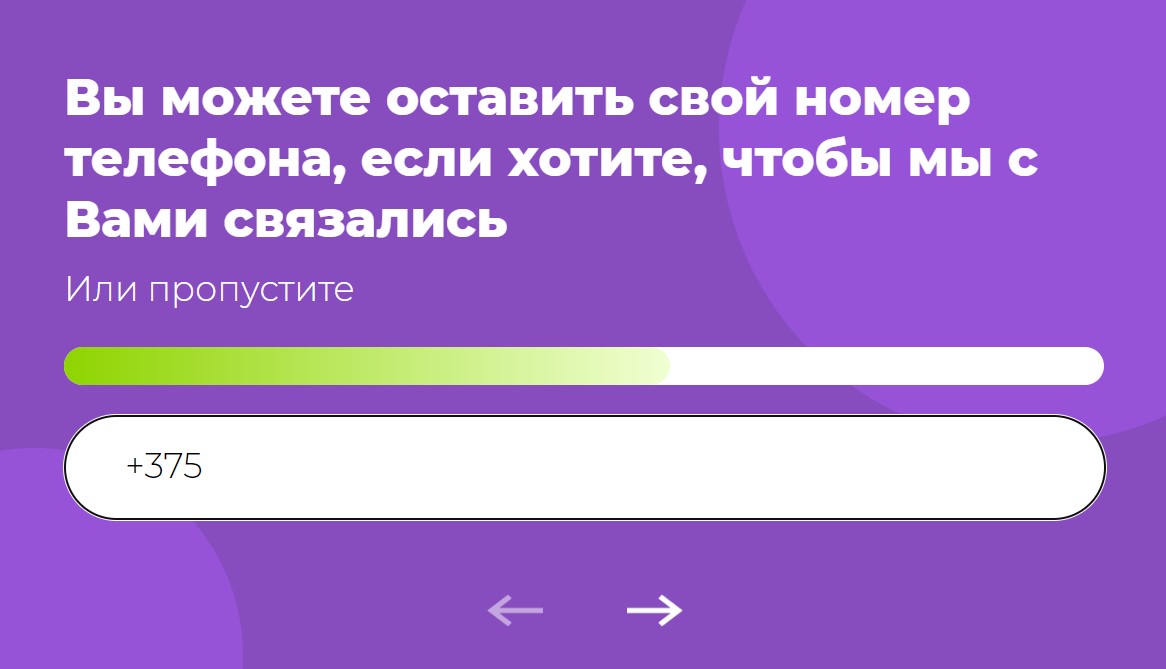 Вы можете оставить свой номер
телефона, если хотите, чтобы мы с
Вами связались
Или пропустите
+375